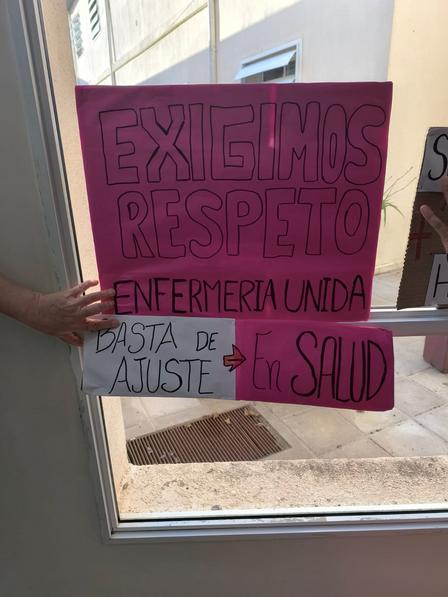 EXIGIMOS
RESPETO
ENFERMERIA UNIDA
BASTA DE
AJUSTE
En SALUD